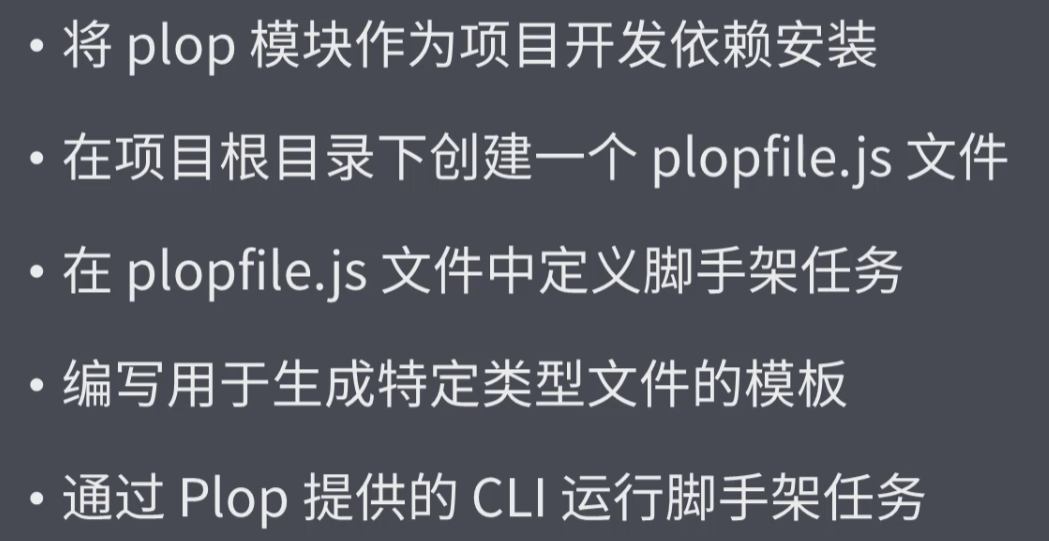 • 将 plop 模块作为项目开发依赖安装
• 在项目根目录下创建一个 plopfile.js 文件
• 在 plopfile.js 文件中定义脚手架任务
• 编写用于生成特定类型文件的模板
• 通过 Plop 提供的 CLI 运行脚手架任务